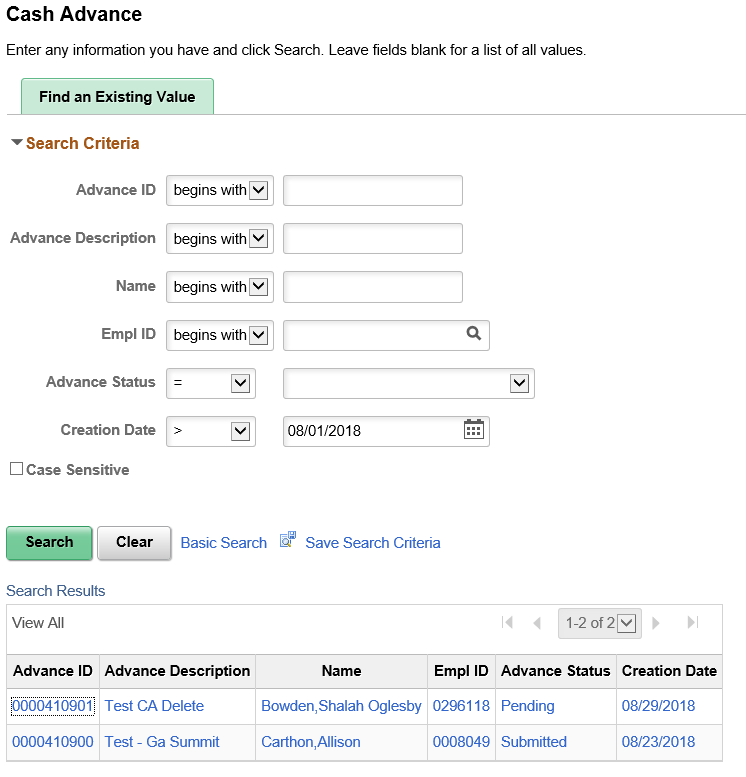 Cash Advance
Enter any information you have and click Search. Leave fields blank for a list of all values.
Find an Existing Value
Search Criteria
Advance ID begins with
Advance Description begins with
Name begins with
Empl ID begins with
Advance Status =
Creation Date > 08/01/2018
Case Sensitive
Search Clear Basic Search Save Search Criteria
Search Results
View All 1-2 of 2
Advance ID Advance Description Name Empl ID Advance Status Creation Date
0000410901 Test CA Delete Bowden,Shalah Oglesby 0296118 Pending 08/29/2018
0000410900 Test - Ga Summit Carthon,Allison 0008049 Submitted 08/23/2018